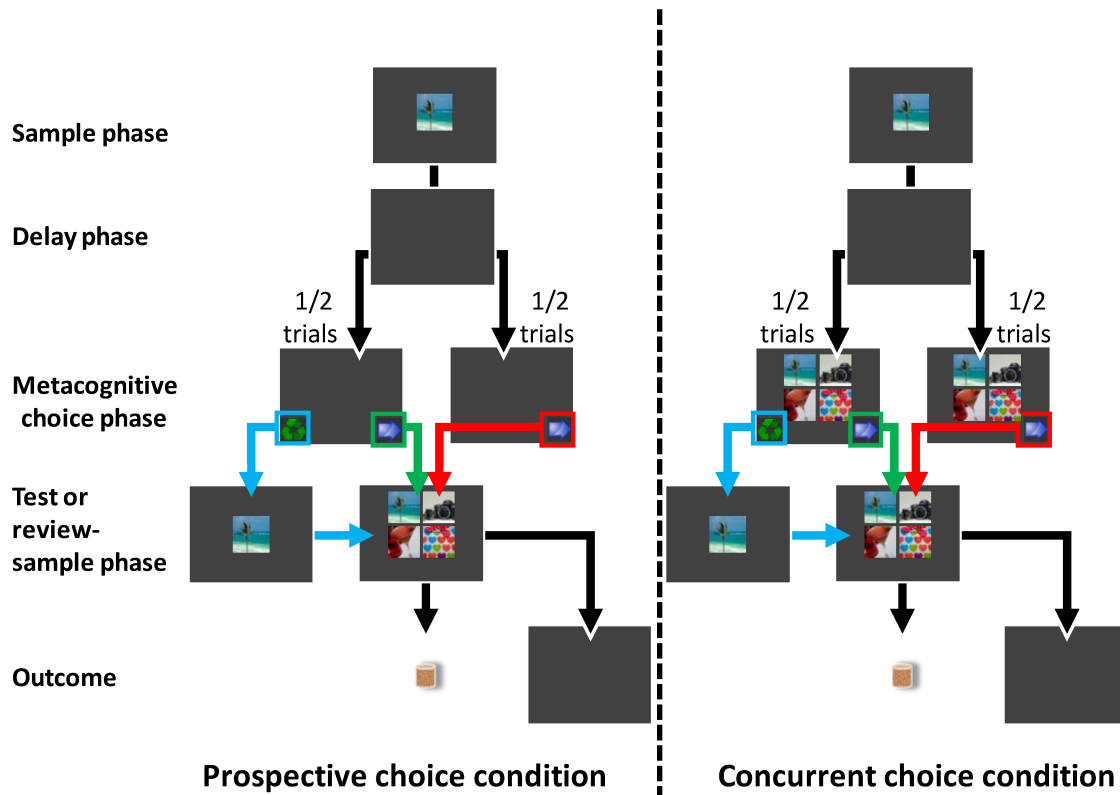 Sample phase
Delay phase
1/2
trials
1/2
trials
1/2
trials
1/2
trials
Metacognitive
choice phase
Test or
review-
sample phase
Outcome
Prospective choice condition
Concurrent choice condition